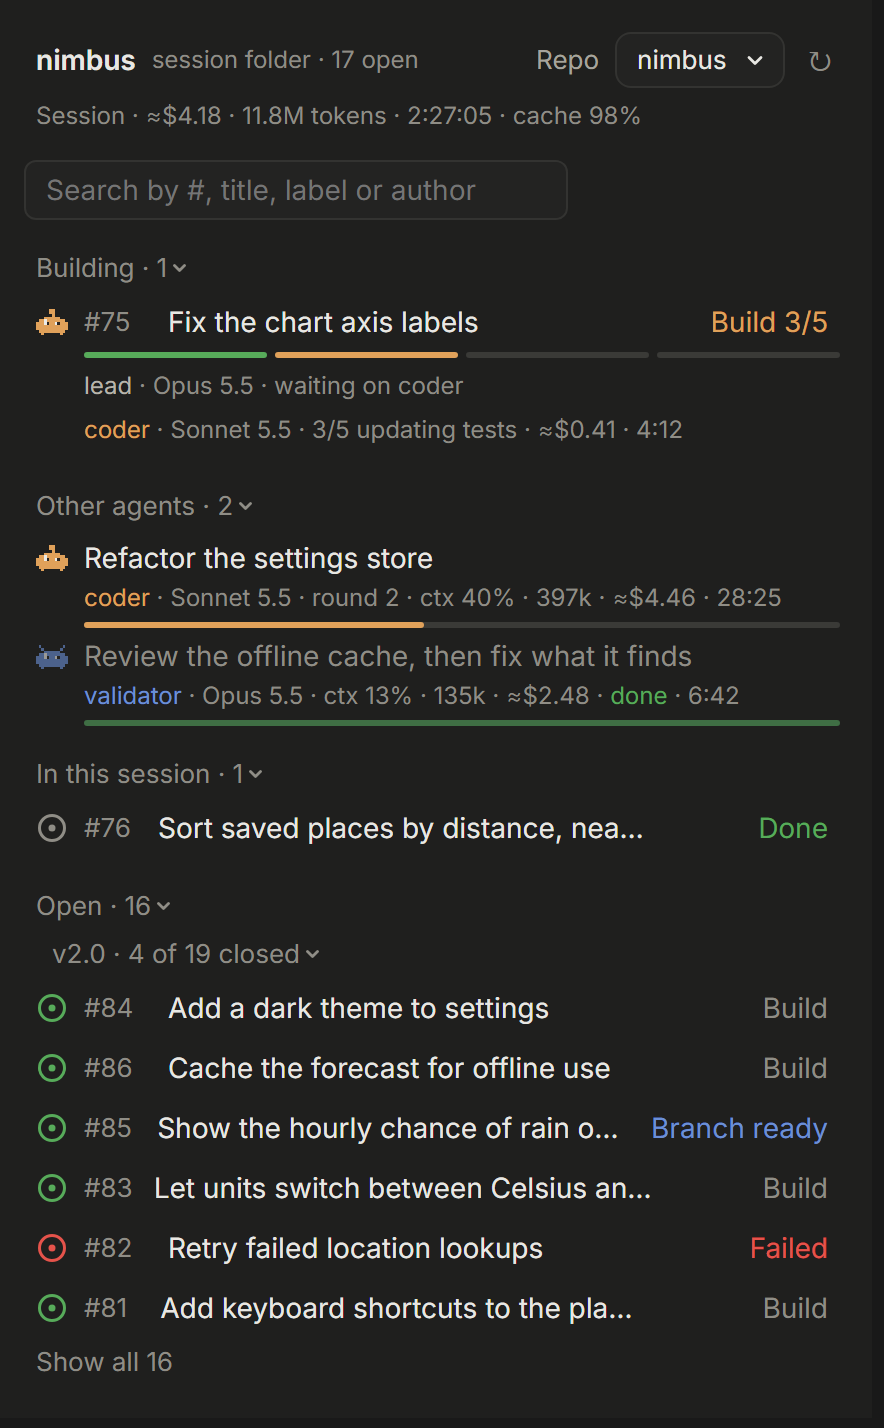 nimbus session folder · 17 open Repo nimbus
Session · ≈$4.18 · 11.8M tokens · 2:27:05 · cache 98%
Search by #, title, label or author
Building · 1
#75 Fix the chart axis labels Build 3/5
lead · Opus 5.5 · waiting on coder
coder · Sonnet 5.5 · 3/5 updating tests · ≈$0.41 · 4:12
Other agents · 2
Refactor the settings store
coder · Sonnet 5.5 · round 2 · ctx 40% · 397k · ≈$4.46 · 28:25
Review the offline cache, then fix what it finds
validator · Opus 5.5 · ctx 13% · 135k · ≈$2.48 · done · 6:42
In this session · 1
#76 Sort saved places by distance, nea... Done
Open · 16
v2.0 · 4 of 19 closed
#84 Add a dark theme to settings Build
#86 Cache the forecast for offline use Build
#85 Show the hourly chance of rain o... Branch ready
#83 Let units switch between Celsius an... Build
#82 Retry failed location lookups Failed
#81 Add keyboard shortcuts to the pla... Build
Show all 16